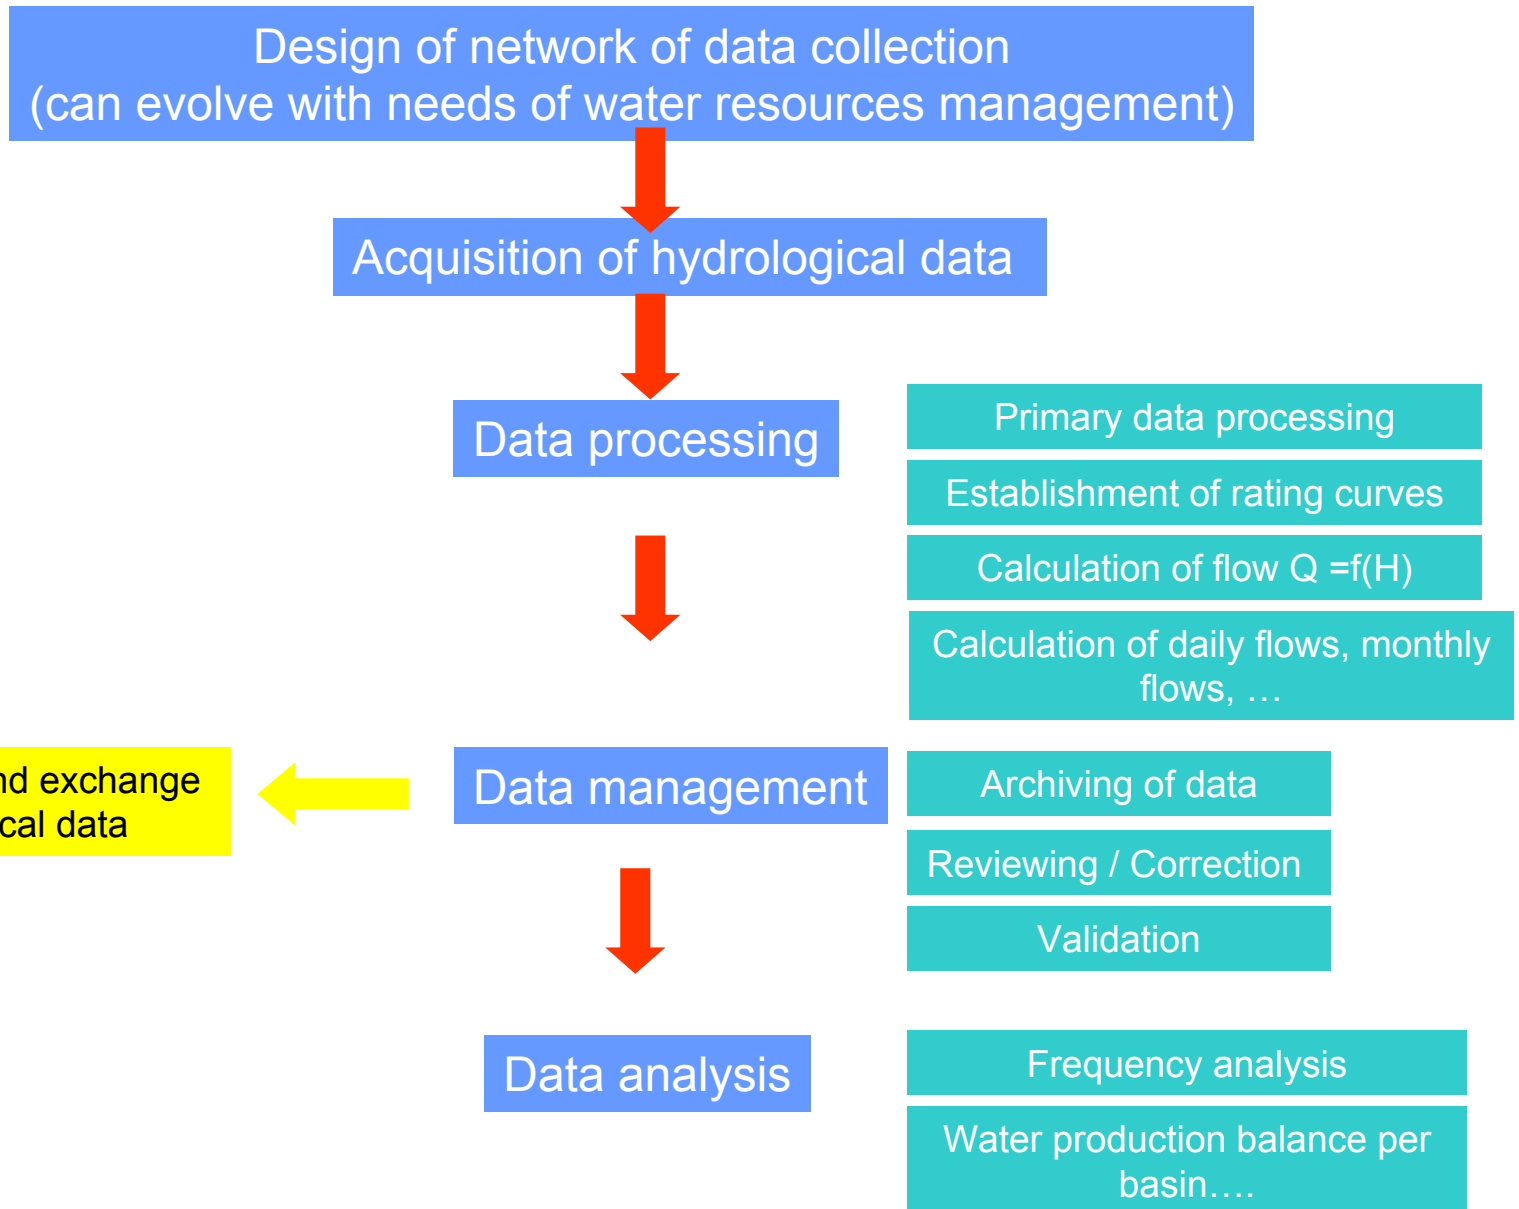 Design of network of data collection
(can evolve with needs of water resources management)
Acquisition of hydrological data
Data processing
Primary data processing
Establishment of rating curves
Calculation of flow Q =f(H)
Calculation of daily flows, monthly
flows, …
exchange
data
Data management
Archiving of data
Reviewing / Correction
Validation
Data analysis
Frequency analysis
Water production balance per
basin….